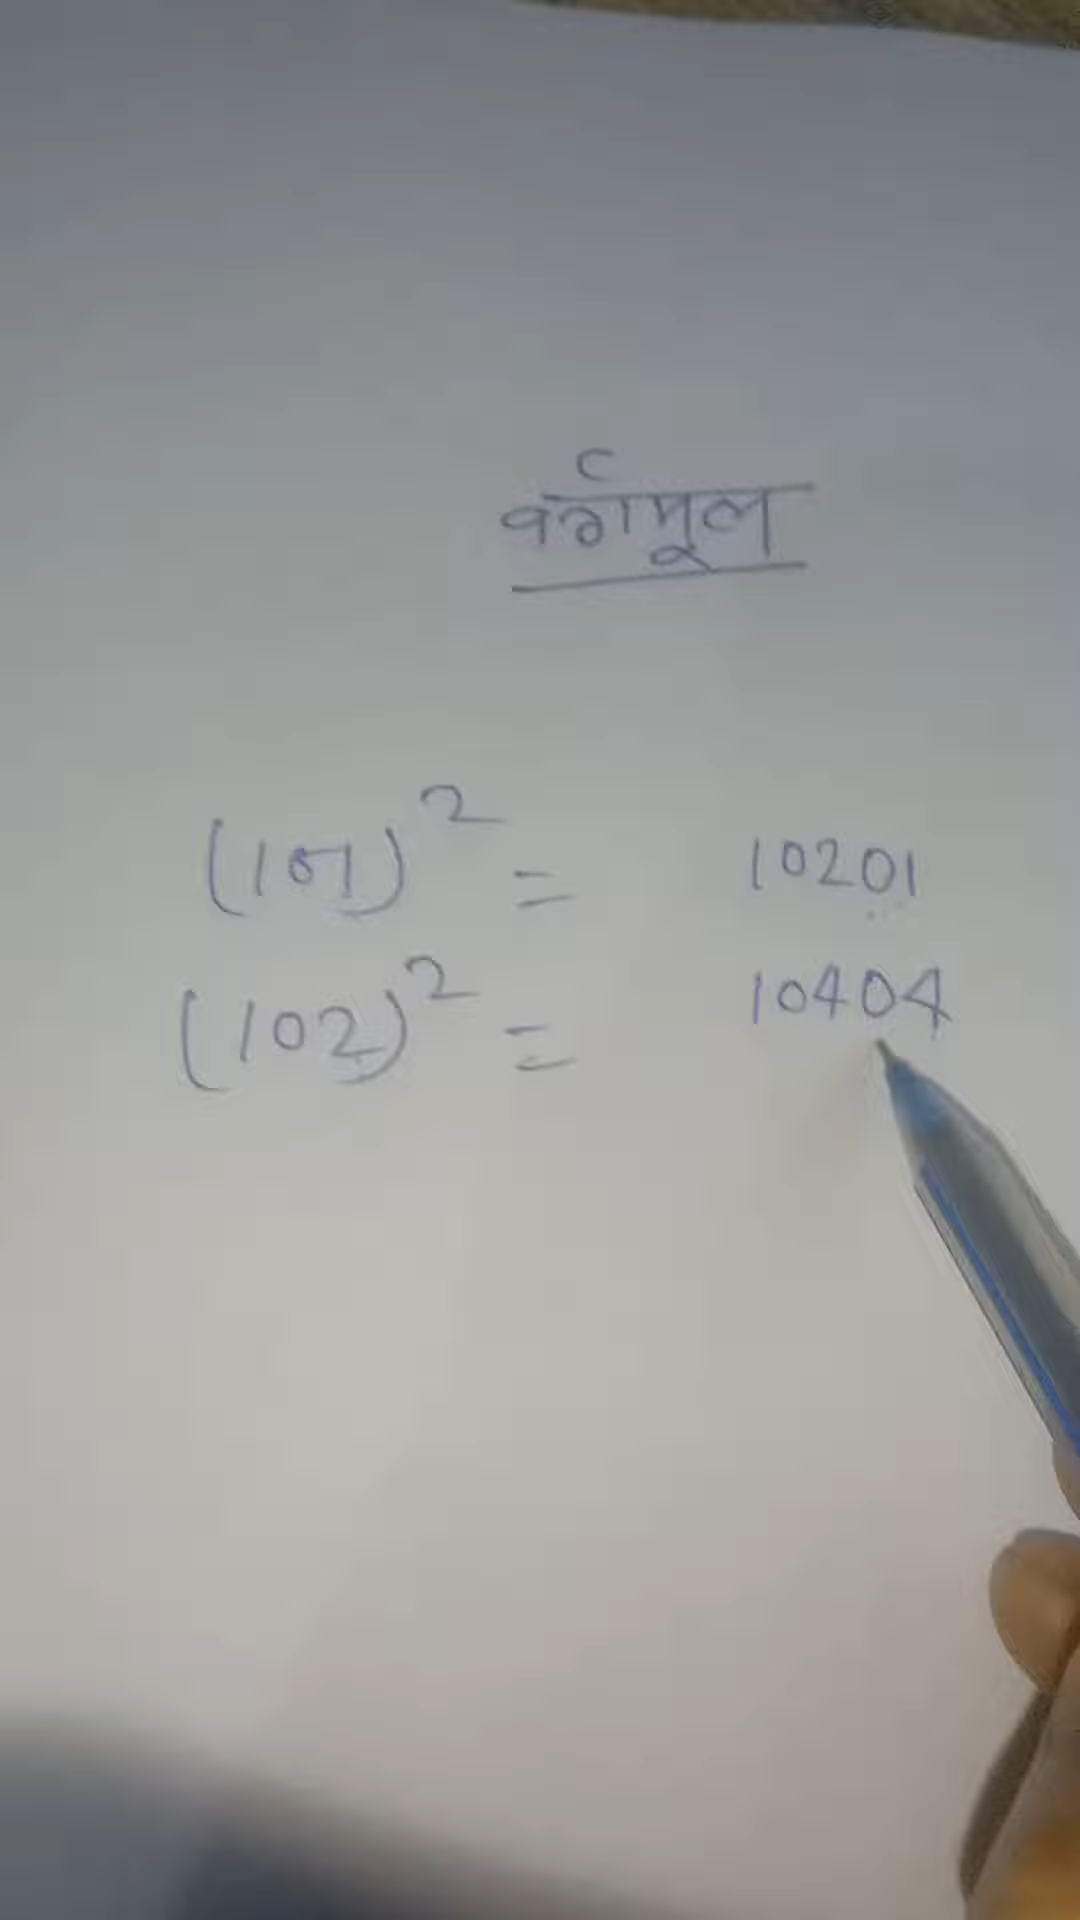 वर्गमूल
(101)² = 10201
(102)² = 10404